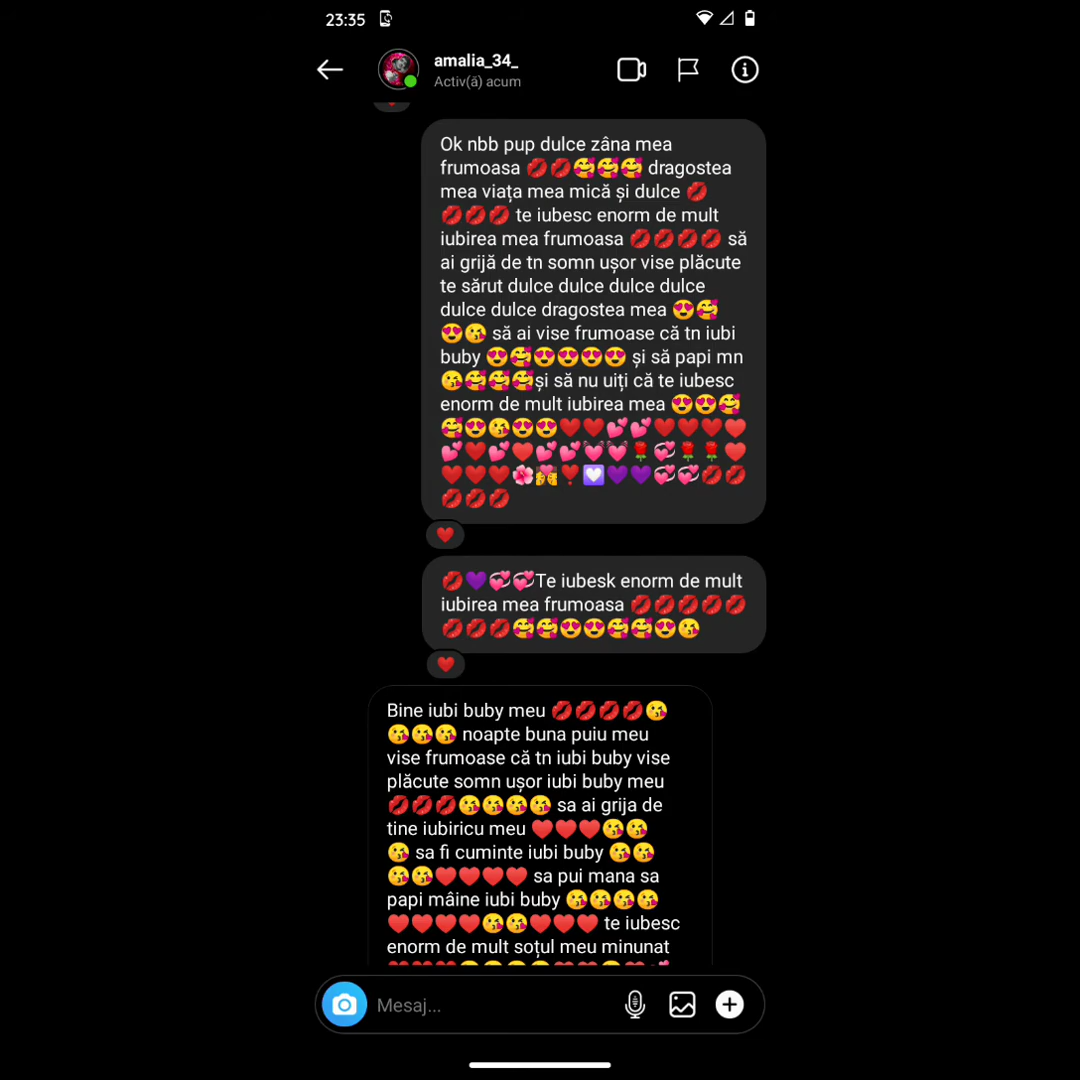 23:35
amalia_34_
Activ(ă) acum
Ok nbb pup dulce zâna mea
frumoasa 💋💋🥰🥰🥰 dragostea
mea viața mea mică și dulce 💋
💋💋💋 te iubesc enorm de mult
iubirea mea frumoasa 💋💋💋💋 să
ai grijă de tn somn ușor vise plăcute
te sărut dulce dulce dulce dulce
dulce dulce dragostea mea 😍🥰
😍😘 să ai vise frumoase că tn iubi
buby 😍🥰😍😍😍😍 și să papi mn
😘🥰🥰🥰și să nu uiți că te iubesc
enorm de mult iubirea mea 😍😍🥰
🥰😍😘😍😍❤️❤️💕💕❤️❤️❤️♥️
💕❤️💕♥️💕💕💓💓🌹💞🌹🌹♥️
❤️❤️❤️🌺💏❣️💟💜💜💞💞💋💋
💋💋💋
❤️
💋💜💞💞Te iubesk enorm de mult
iubirea mea frumoasa 💋💋💋💋💋
💋💋💋🥰🥰😍😍🥰🥰😍😘
❤️
Bine iubi buby meu 💋💋💋💋😘
😘😘😘 noapte buna puiu meu
vise frumoase că tn iubi buby vise
plăcute somn ușor iubi buby meu
💋💋💋😘😘😘😘 sa ai grija de
tine iubiricu meu ♥️♥️♥️😘😘
😘 sa fi cuminte iubi buby 😘😘
😘😘♥️♥️♥️♥️ sa pui mana sa
papi mâine iubi buby 😘😘😘😘
♥️♥️♥️♥️😘😘♥️♥️♥️ te iubesc
enorm de mult soțul meu minunat
Mesaj...